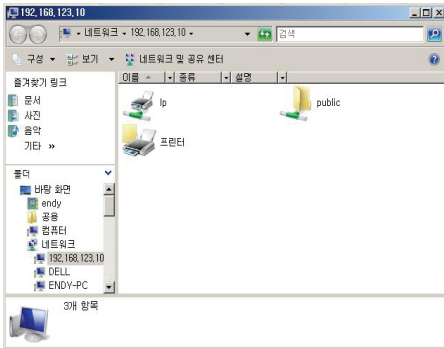 192,168,123,10
네트워크 ▸ 192,168,123,10 ▸
검색
구성 보기 네트워크 및 공유 센터
즐겨찾기 링크
문서
사진
음악
기타 »
폴더
바탕 화면
endy
공용
컴퓨터
네트워크
192,168,123,10
DELL
ENDY-PC
이름 종류 설명
lp
public
프린터
3개 항목